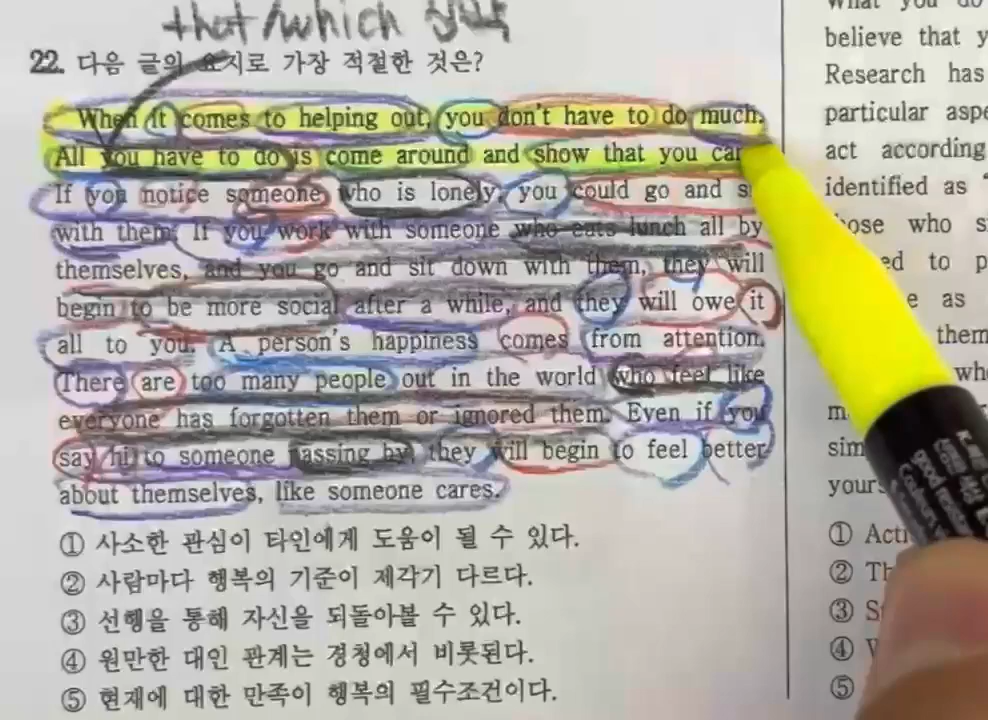 that/which
22. 다음 글의 요지로 가장 적절한 것은?
When it comes to helping out, you don't have to do much.
All you have to do is come around and show that you
If you notice someone who is lonely, you could go and
with them. If you work with someone who eats lunch all by
themselves, and you go and sit down with them, they will
begin to be more social after a while, and they will owe it
all to you. A person's happiness comes from attention.
There are too many people out in the world who feel like
everyone has forgotten them or ignored them. Even if you
say hi to someone passing by, they will begin to feel better
about themselves, like someone cares.
① 사소한 관심이 타인에게 도움이 될 수 있다.
② 사람마다 행복의 기준이 제각기 다르다.
③ 선행을 통해 자신을 되돌아볼 수 있다.
④ 원만한 대인 관계는 경청에서 비롯된다.
⑤ 현재에 대한 만족이 행복의 필수조건이다.
What you do
believe that
Research has
particular
act according
identified as
who
to
as
them
①
②
③
④
⑤